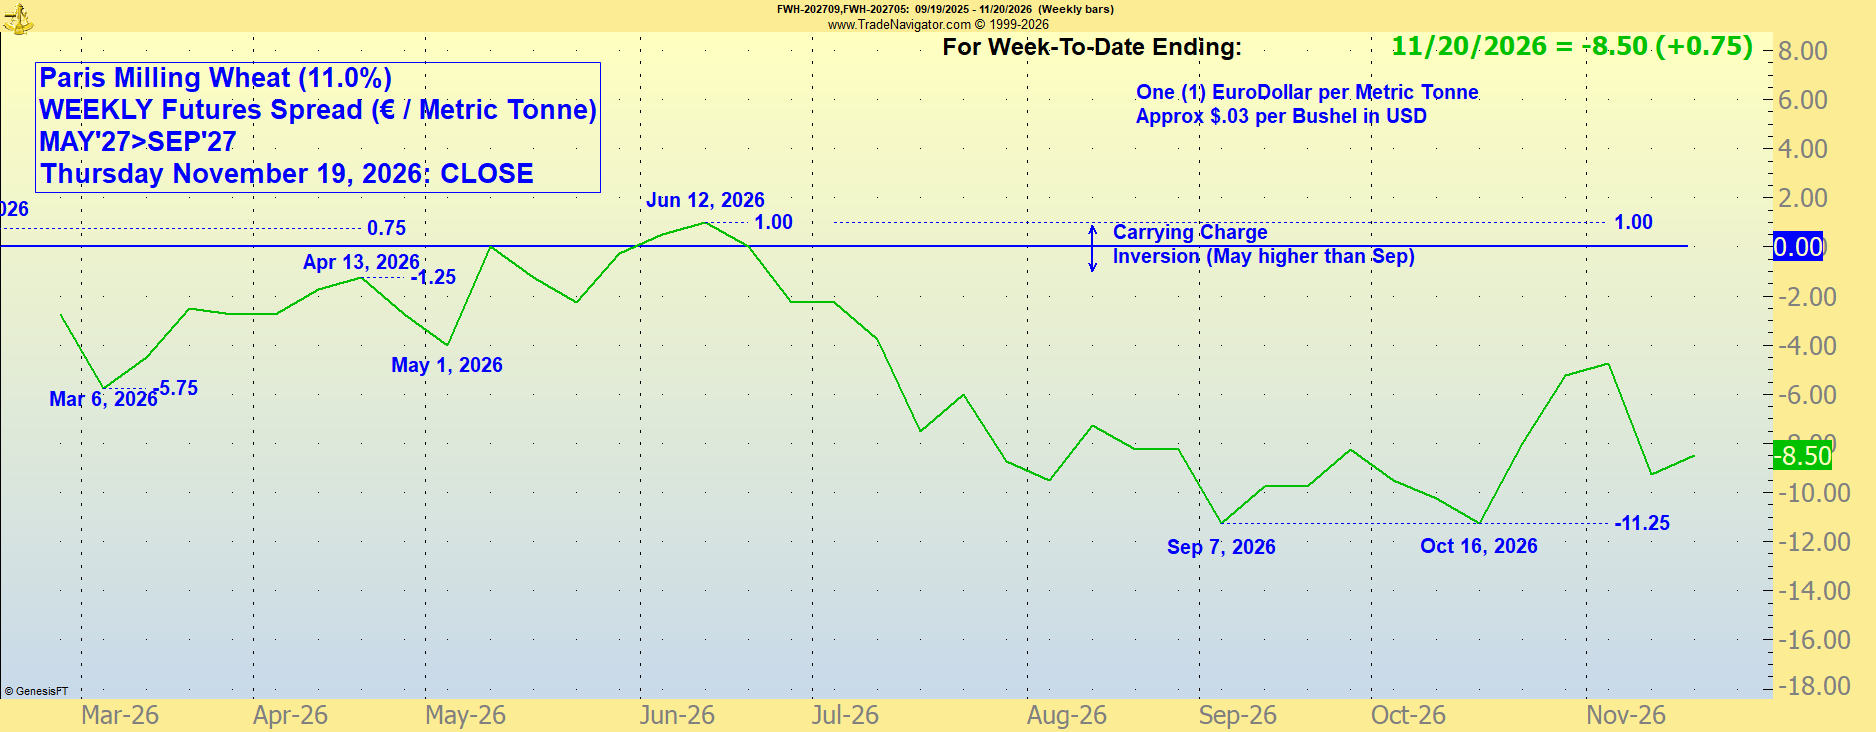 FWH-202709,FWH-202705: 09/19/2025 - 11/20/2026 (Weekly bars)
www.TradeNavigator.com © 1999-2026
For Week-To-Date Ending:
11/20/2026 = -8.50 (+0.75)
Paris Milling Wheat (11.0%)
WEEKLY Futures Spread (€ / Metric Tonne)
MAY'27>SEP'27
Thursday November 19, 2026: CLOSE
One (1) EuroDollar per Metric Tonne
Approx $.03 per Bushel in USD
026
0.75
Jun 12, 2026
1.00
1.00
Carrying Charge
Inversion (May higher than Sep)
Apr 13, 2026
-1.25
May 1, 2026
Mar 6, 2026
-5.75
Sep 7, 2026
Oct 16, 2026
-11.25
8.00
6.00
4.00
2.00
0.00
-2.00
-4.00
-6.00
-8.50
-10.00
-12.00
-14.00
-16.00
-18.00
© GenesisFT
Mar-26
Apr-26
May-26
Jun-26
Jul-26
Aug-26
Sep-26
Oct-26
Nov-26